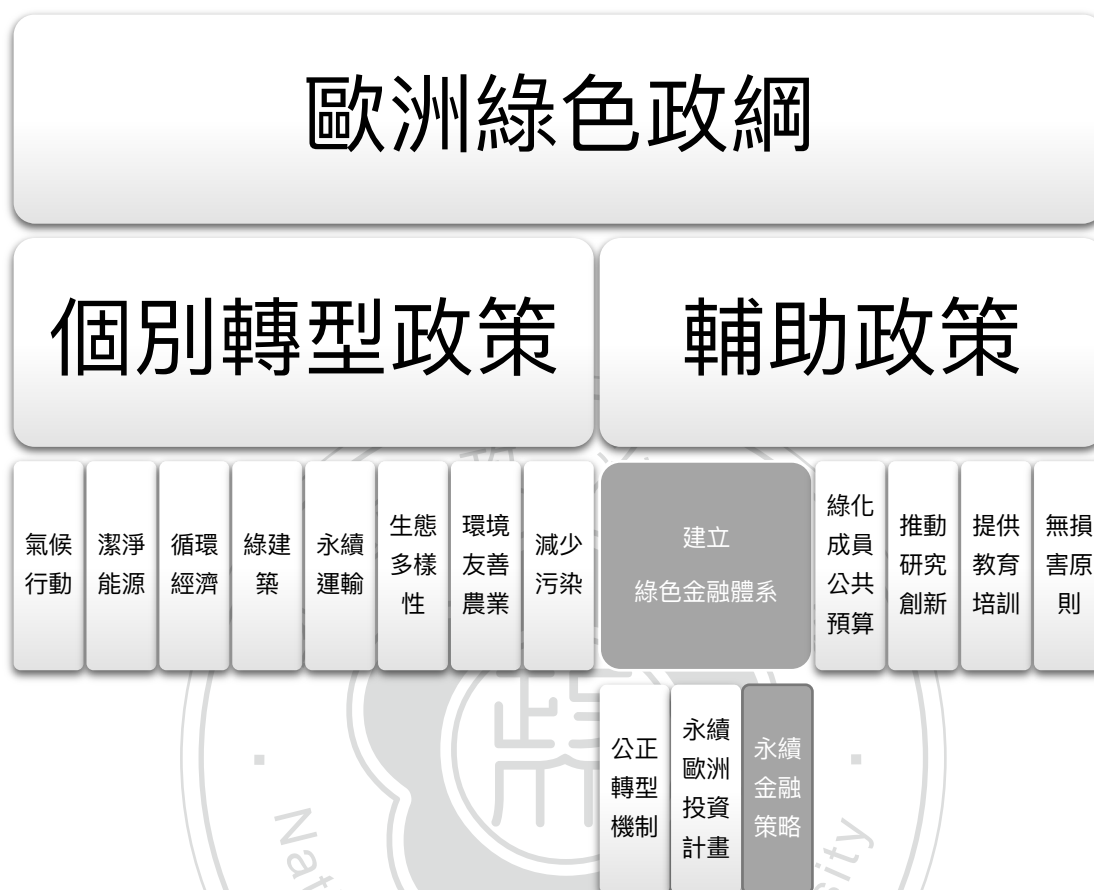 歐洲綠色政綱
個別轉型政策
輔助政策
氣候
行動
潔淨
能源
循環
經濟
綠建
築
永續
運輸
生態
多樣
性
環境
友善
農業
減少
污染
建立
綠色金融體系
綠化
成員
公共
預算
推動
研究
創新
提供
教育
培訓
無損
害原
則
公正
轉型
機制
永續
歐洲
投資
計畫
永續
金融
策略